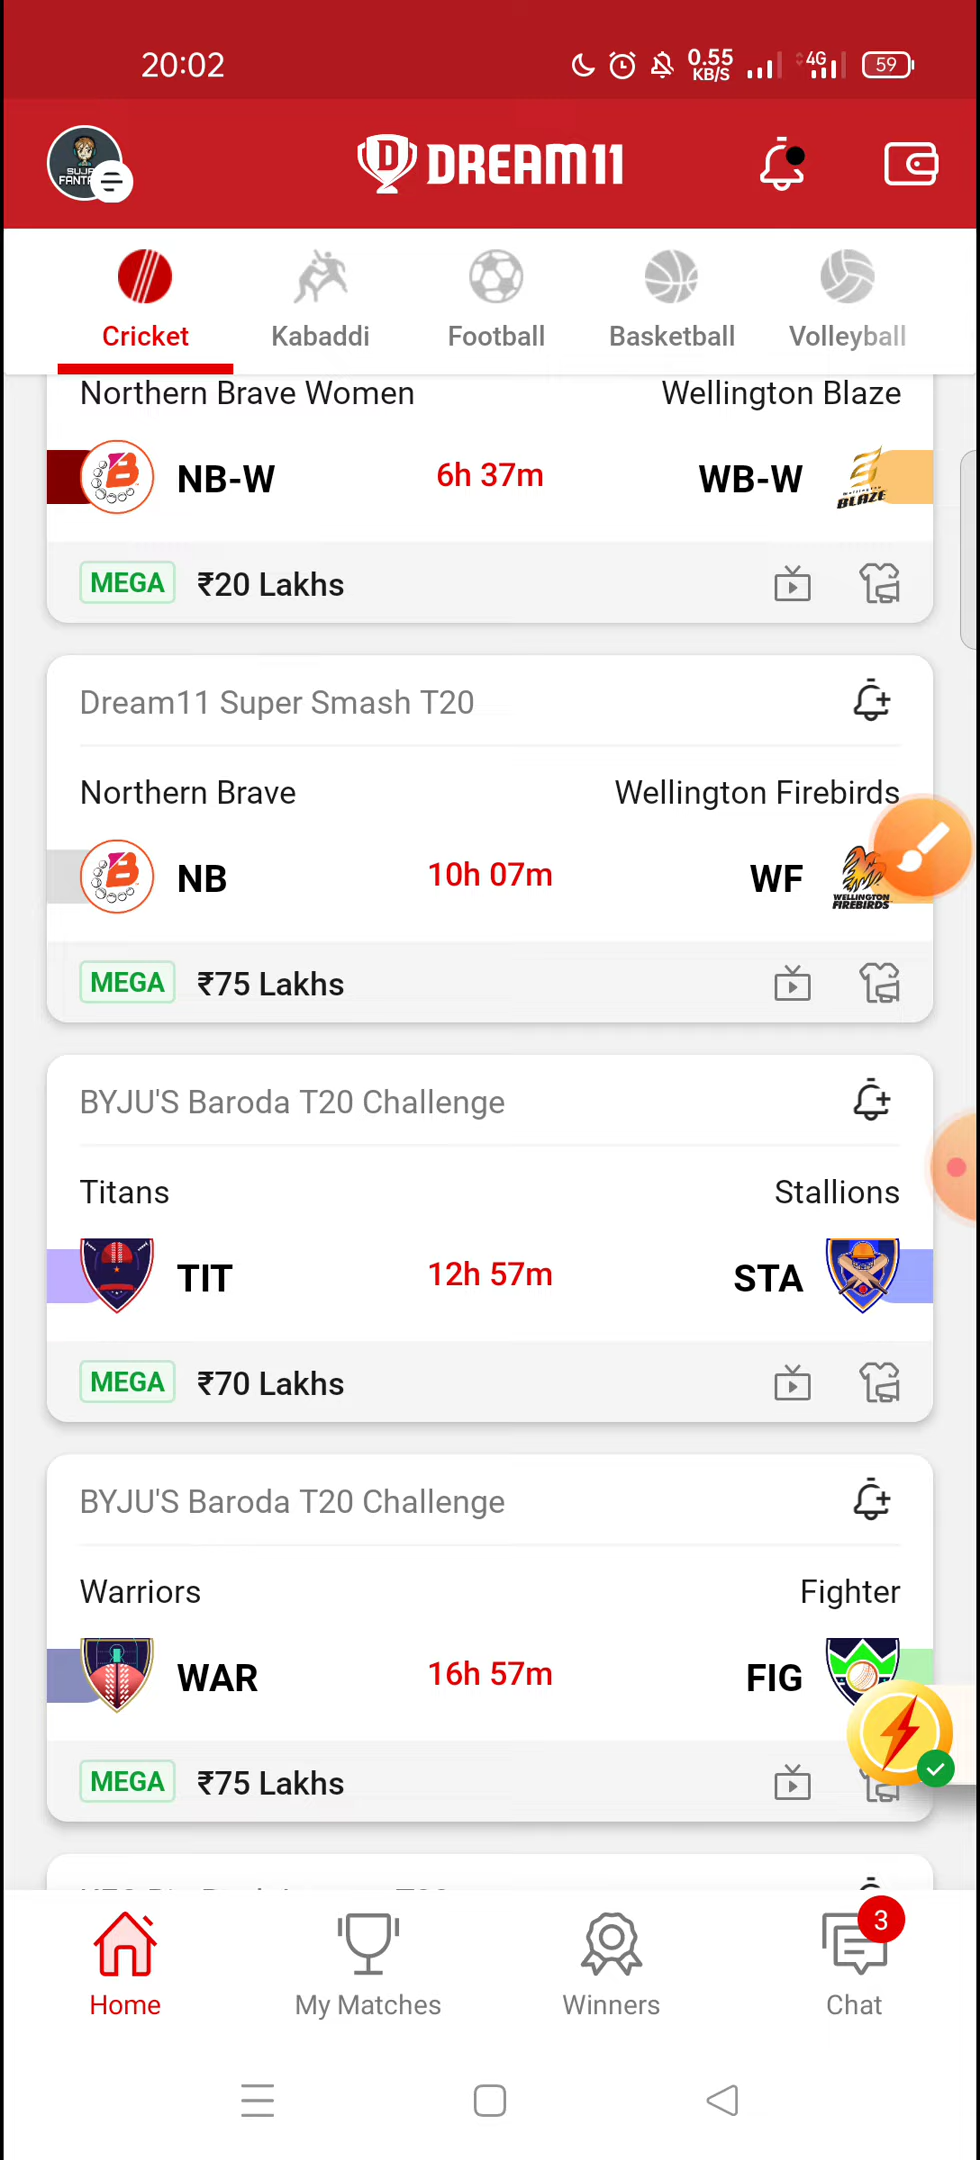 20:02
0.55
KB/S
4G
59
DREAM11
Cricket
Kabaddi
Football
Basketball
Volleyball
Northern Brave Women
Wellington Blaze
NB-W
6h 37m
WB-W
BLAZE
MEGA
₹20 Lakhs
Dream11 Super Smash T20
Northern Brave
Wellington Firebirds
NB
10h 07m
WF
WELLINGTON
FIREBIRDS
MEGA
₹75 Lakhs
BYJU'S Baroda T20 Challenge
Titans
Stallions
TIT
12h 57m
STA
MEGA
₹70 Lakhs
BYJU'S Baroda T20 Challenge
Warriors
Fighter
WAR
16h 57m
FIG
MEGA
₹75 Lakhs
Home
My Matches
Winners
3
Chat